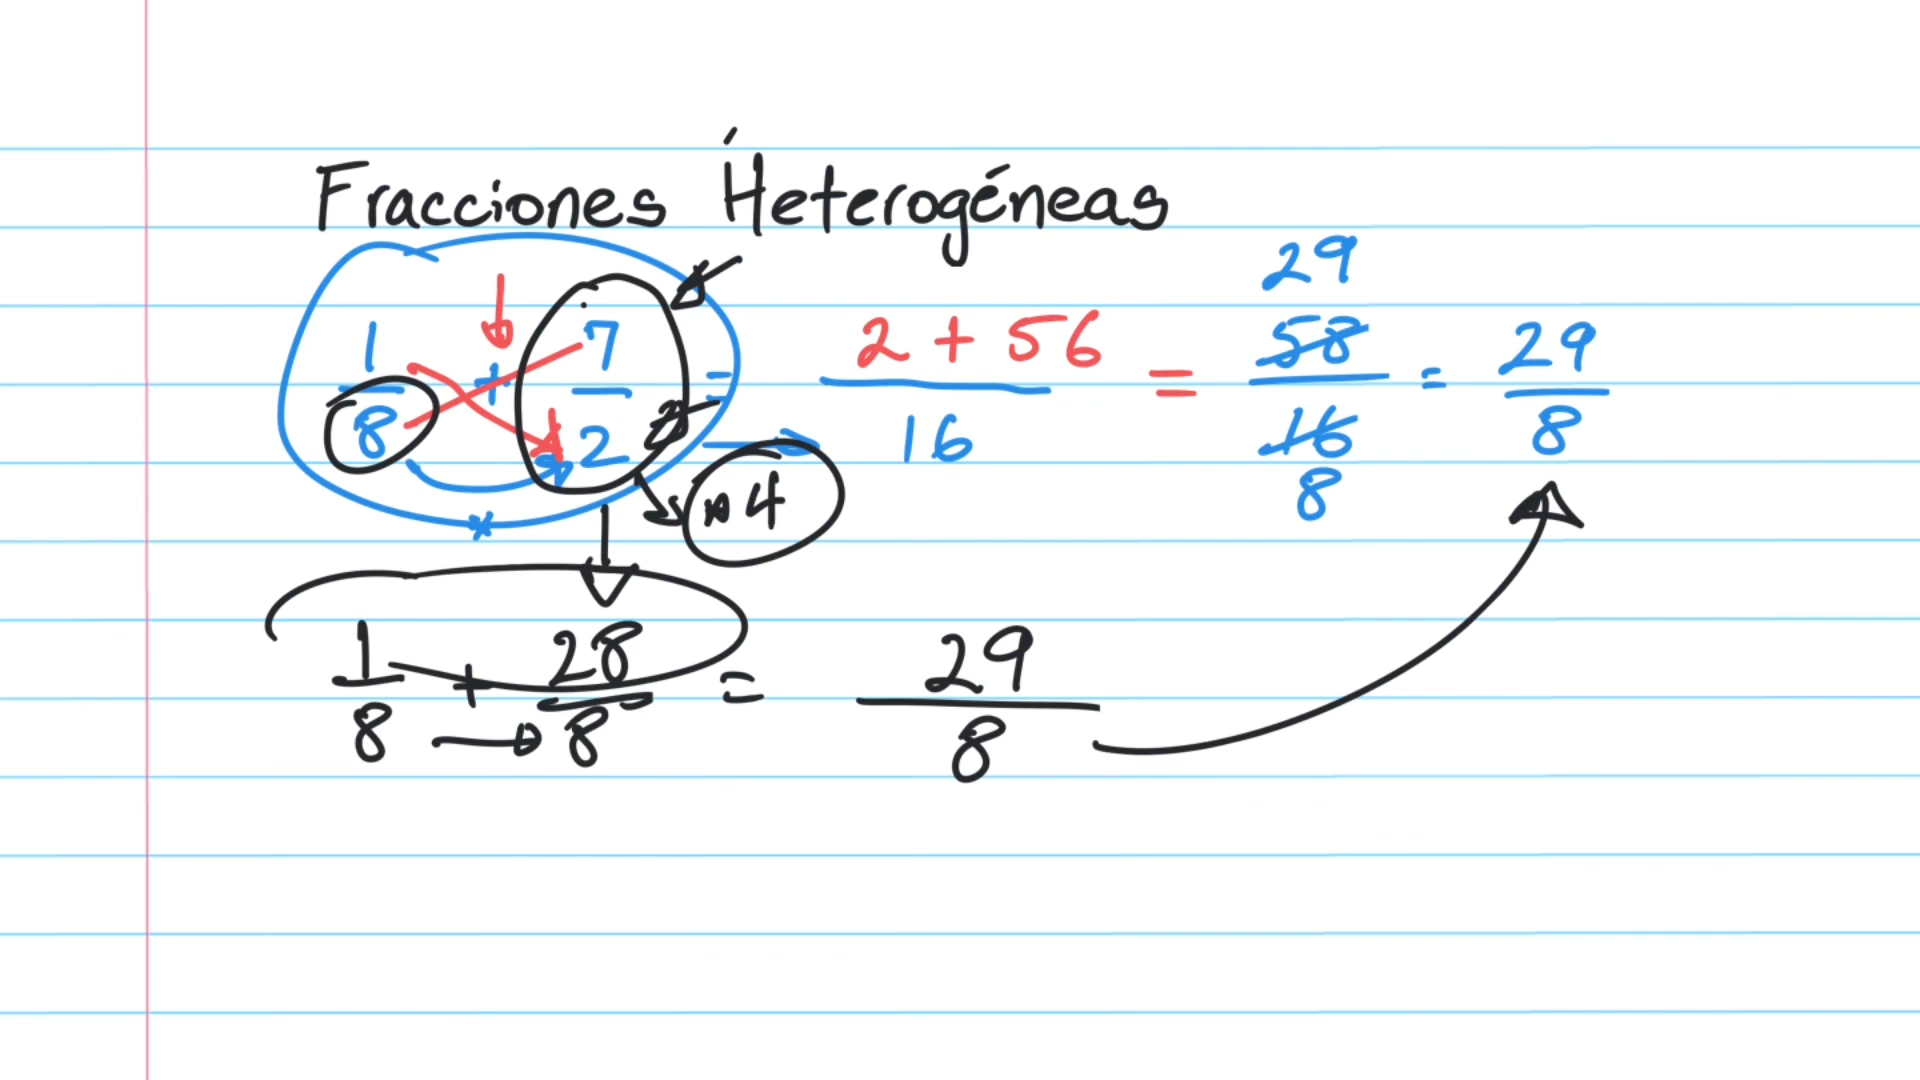 Fracciones Heterogéneas
1/8 + 7/2 = (2 + 56)/16 = 58/16 = 29/8
29
8
×
×4
1/8 + 28/8 = 29/8